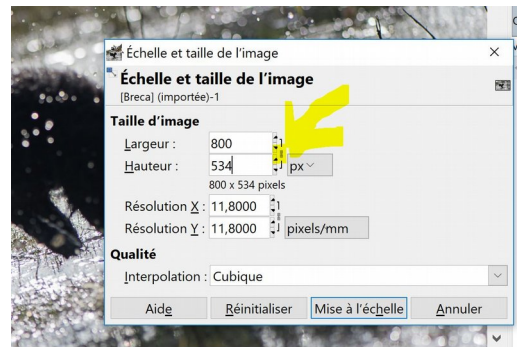 Échelle et taille de l'image
Échelle et taille de l'image
[Breca] (importée)-1
Taille d'image
Largeur : 800
Hauteur : 534 px
800 x 534 pixels
Résolution X : 11,8000
Résolution Y : 11,8000 pixels/mm
Qualité
Interpolation : Cubique
Aide Réinitialiser Mise à l'échelle Annuler